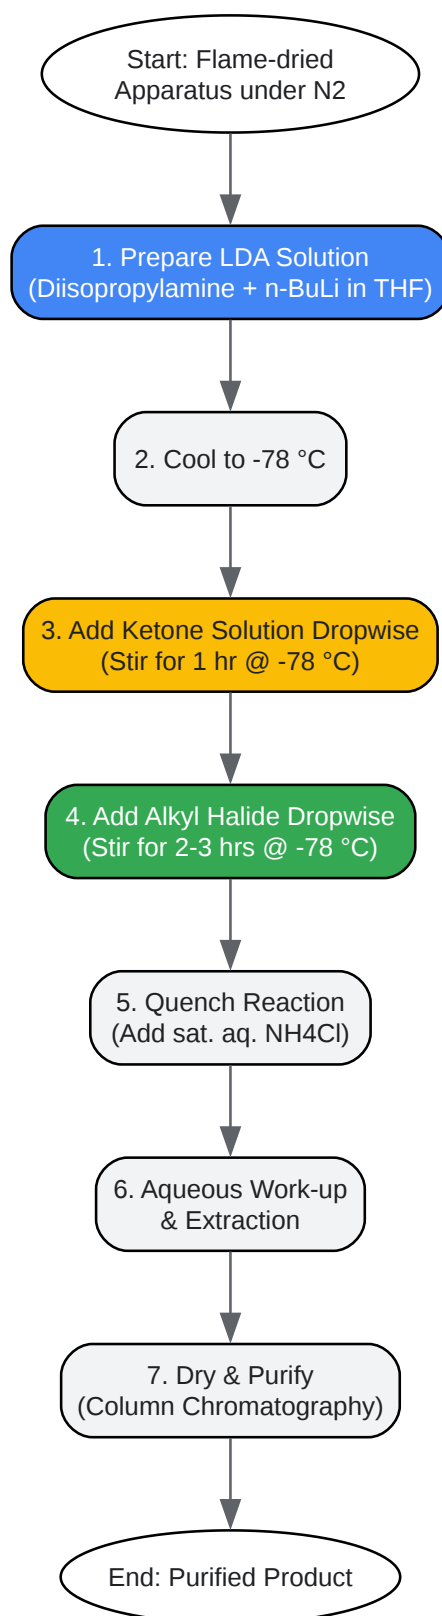 Start: Flame-dried
Apparatus under N2
1. Prepare LDA Solution
(Diisopropylamine + n-BuLi in THF)
2. Cool to -78 °C
3. Add Ketone Solution Dropwise
(Stir for 1 hr @ -78 °C)
4. Add Alkyl Halide Dropwise
(Stir for 2-3 hrs @ -78 °C)
5. Quench Reaction
(Add sat. aq. NH4Cl)
6. Aqueous Work-up
& Extraction
7. Dry & Purify
(Column Chromatography)
End: Purified Product